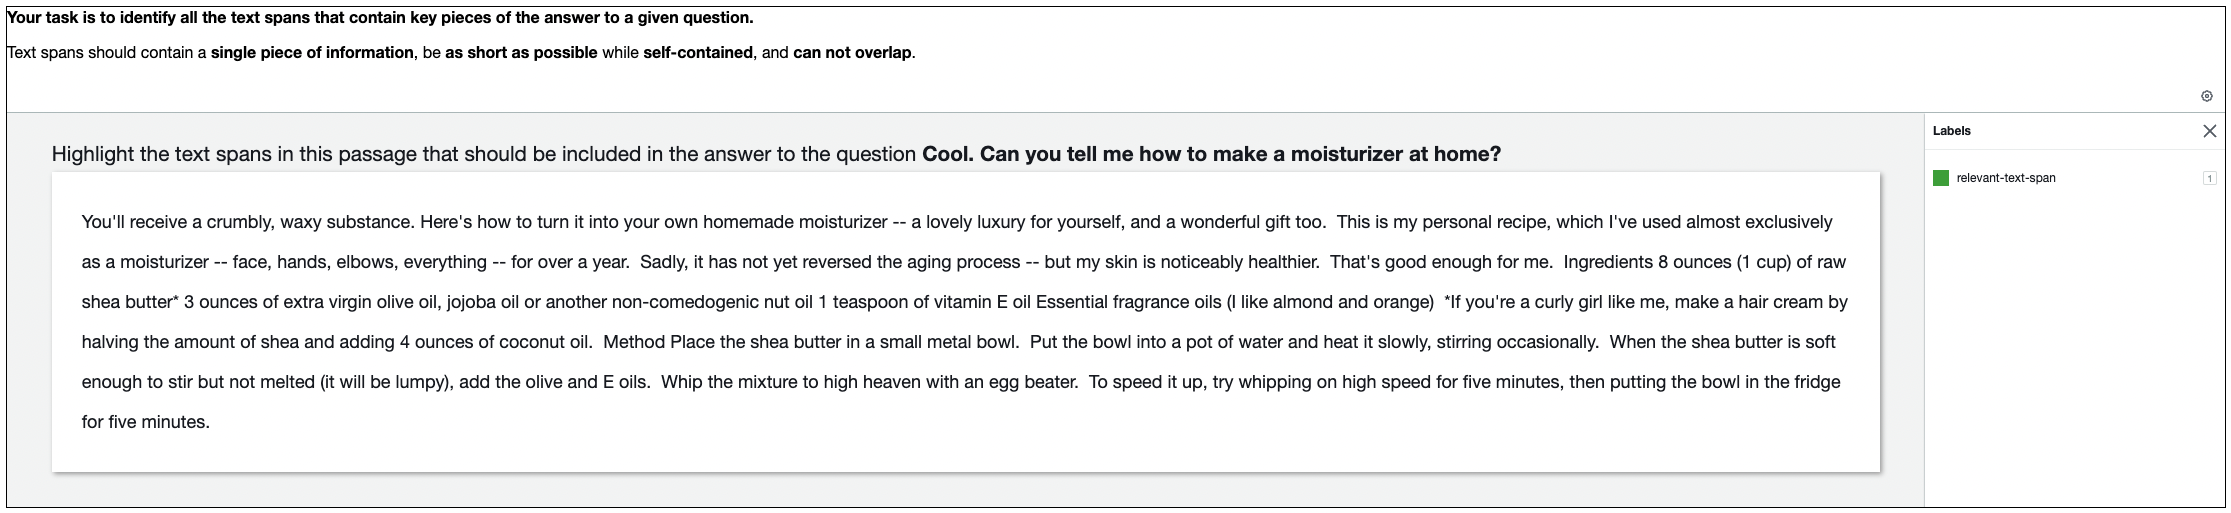 Your task is to identify all the text spans that contain key pieces of the answer to a given question.
Text spans should contain a single piece of information, be as short as possible while self-contained, and can not overlap.
Labels
Highlight the text spans in this passage that should be included in the answer to the question Cool. Can you tell me how to make a moisturizer at home?
relevant-text-span 1
You'll receive a crumbly, waxy substance. Here's how to turn it into your own homemade moisturizer -- a lovely luxury for yourself, and a wonderful gift too.  This is my personal recipe, which I've used almost exclusively
as a moisturizer -- face, hands, elbows, everything -- for over a year.  Sadly, it has not yet reversed the aging process -- but my skin is noticeably healthier.  That's good enough for me.  Ingredients 8 ounces (1 cup) of raw
shea butter* 3 ounces of extra virgin olive oil, jojoba oil or another non-comedogenic nut oil 1 teaspoon of vitamin E oil Essential fragrance oils (I like almond and orange)  *If you're a curly girl like me, make a hair cream by
halving the amount of shea and adding 4 ounces of coconut oil.  Method Place the shea butter in a small metal bowl.  Put the bowl into a pot of water and heat it slowly, stirring occasionally.  When the shea butter is soft
enough to stir but not melted (it will be lumpy), add the olive and E oils.  Whip the mixture to high heaven with an egg beater.  To speed it up, try whipping on high speed for five minutes, then putting the bowl in the fridge
for five minutes.